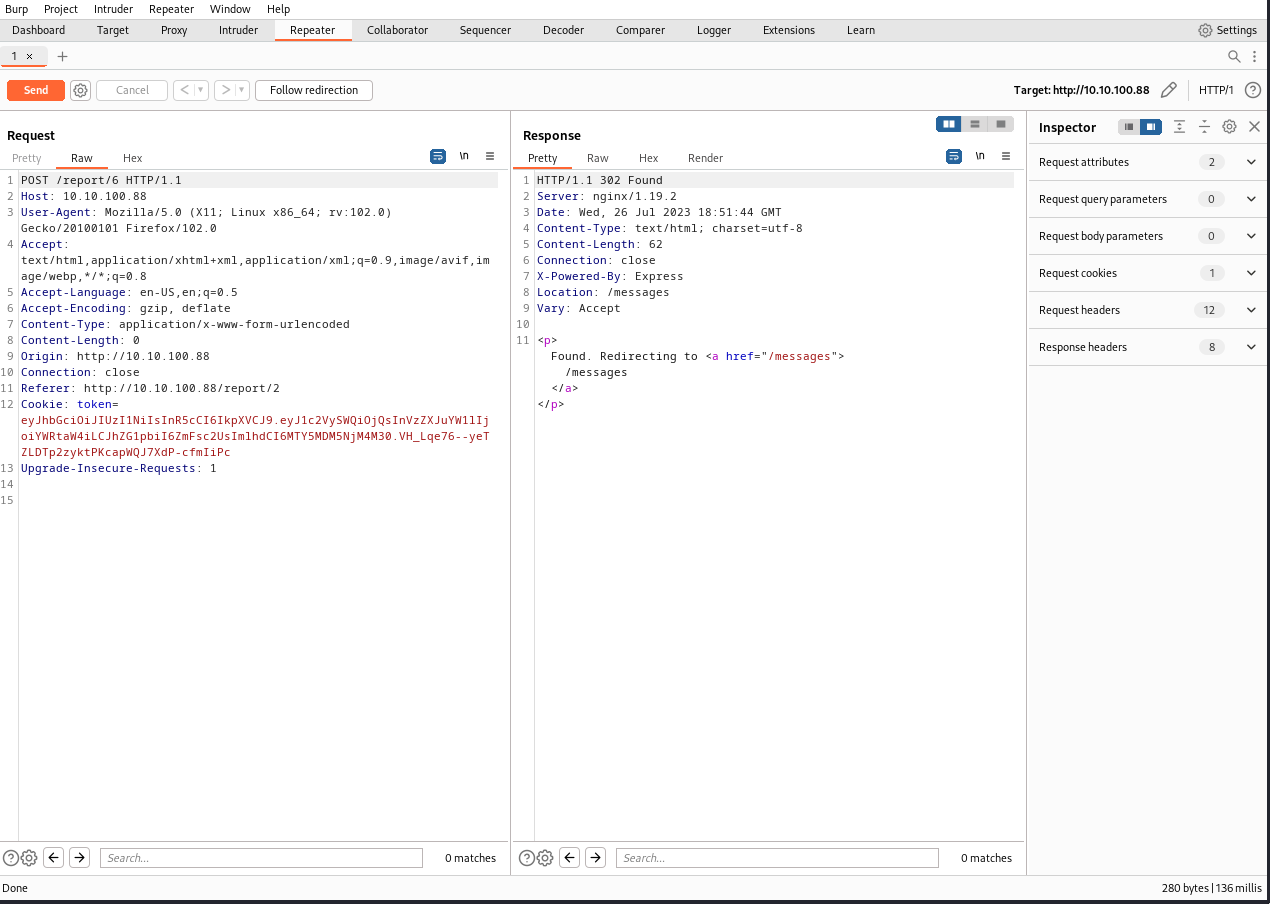 Burp Project Intruder Repeater Window Help
Dashboard Target Proxy Intruder Repeater Collaborator Sequencer Decoder Comparer Logger Extensions Learn Settings
1 × +
Send Cancel < > Follow redirection Target: http://10.10.100.88 HTTP/1 ?
Request
Pretty Raw Hex \n
1 POST /report/6 HTTP/1.1
2 Host: 10.10.100.88
3 User-Agent: Mozilla/5.0 (X11; Linux x86_64; rv:102.0)
Gecko/20100101 Firefox/102.0
4 Accept:
text/html,application/xhtml+xml,application/xml;q=0.9,image/avif,im
age/webp,*/*;q=0.8
5 Accept-Language: en-US,en;q=0.5
6 Accept-Encoding: gzip, deflate
7 Content-Type: application/x-www-form-urlencoded
8 Content-Length: 0
9 Origin: http://10.10.100.88
10 Connection: close
11 Referer: http://10.10.100.88/report/2
12 Cookie: token=
eyJhbGciOiJIUzI1NiIsInR5cCI6IkpXVCJ9.eyJ1c2VySWQiOjQsInVzZXJuYW1lIj
oiYWRtaW4iLCJhZG1pbiI6ZmFsc2UsImlhdCI6MTY5MDM5NjM4M30.VH_Lqe76--yeT
ZLDTp2zyktPKcapWQJ7XdP-cfmIiPc
13 Upgrade-Insecure-Requests: 1
14
15
Search... 0 matches
Response
Pretty Raw Hex Render \n
1 HTTP/1.1 302 Found
2 Server: nginx/1.19.2
3 Date: Wed, 26 Jul 2023 18:51:44 GMT
4 Content-Type: text/html; charset=utf-8
5 Content-Length: 62
6 Connection: close
7 X-Powered-By: Express
8 Location: /messages
9 Vary: Accept
10
11 <p>
Found. Redirecting to <a href="/messages">
/messages
</a>
</p>
Search... 0 matches
Inspector
Request attributes 2
Request query parameters 0
Request body parameters 0
Request cookies 1
Request headers 12
Response headers 8
Done 280 bytes | 136 millis